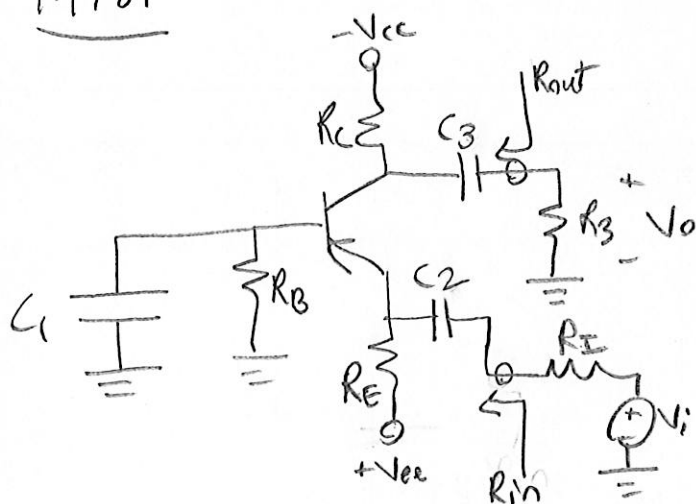 -Vcc
Rout
Rc
C3
+
R3
Vo
-
C1
RB
C2
RI
RE
+
Vi
-
+Vee
Rin